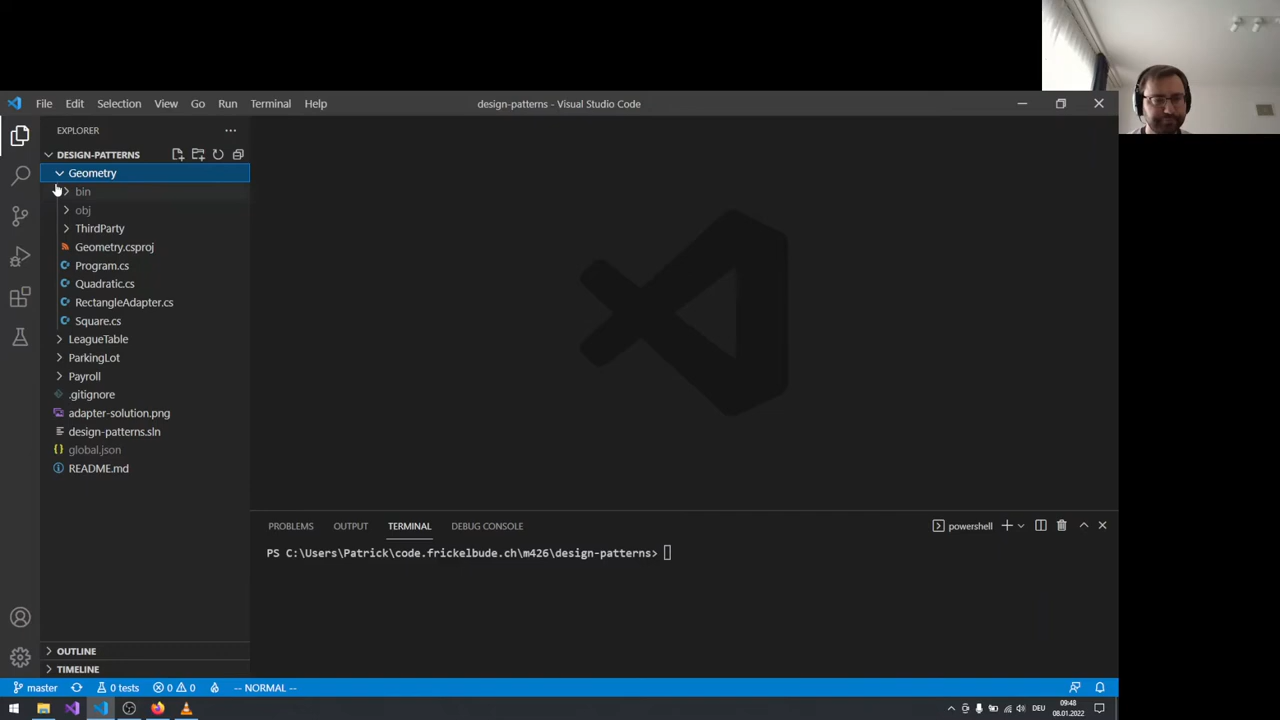 File Edit Selection View Go Run Terminal Help
design-patterns - Visual Studio Code
EXPLORER
DESIGN-PATTERNS
Geometry
bin
obj
ThirdParty
Geometry.csproj
Program.cs
Quadratic.cs
RectangleAdapter.cs
Square.cs
LeagueTable
ParkingLot
Payroll
.gitignore
adapter-solution.png
design-patterns.sln
global.json
README.md
PROBLEMS OUTPUT TERMINAL DEBUG CONSOLE
powershell
PS C:\Users\Patrick\code.frickelbude.ch\m426\design-patterns>
OUTLINE
TIMELINE
master 0 tests 0 0 -- NORMAL --
DEU
09:48
08.01.2022